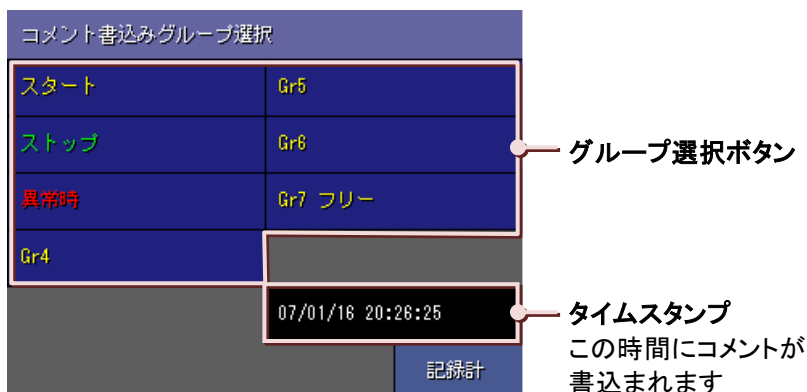 コメント書込みグループ選択
スタート
Gr5
ストップ
Gr6
グループ選択ボタン
異常時
Gr7 フリー
Gr4
07/01/16 20:26:25
タイムスタンプ
この時間にコメントが
書込まれます
記録計